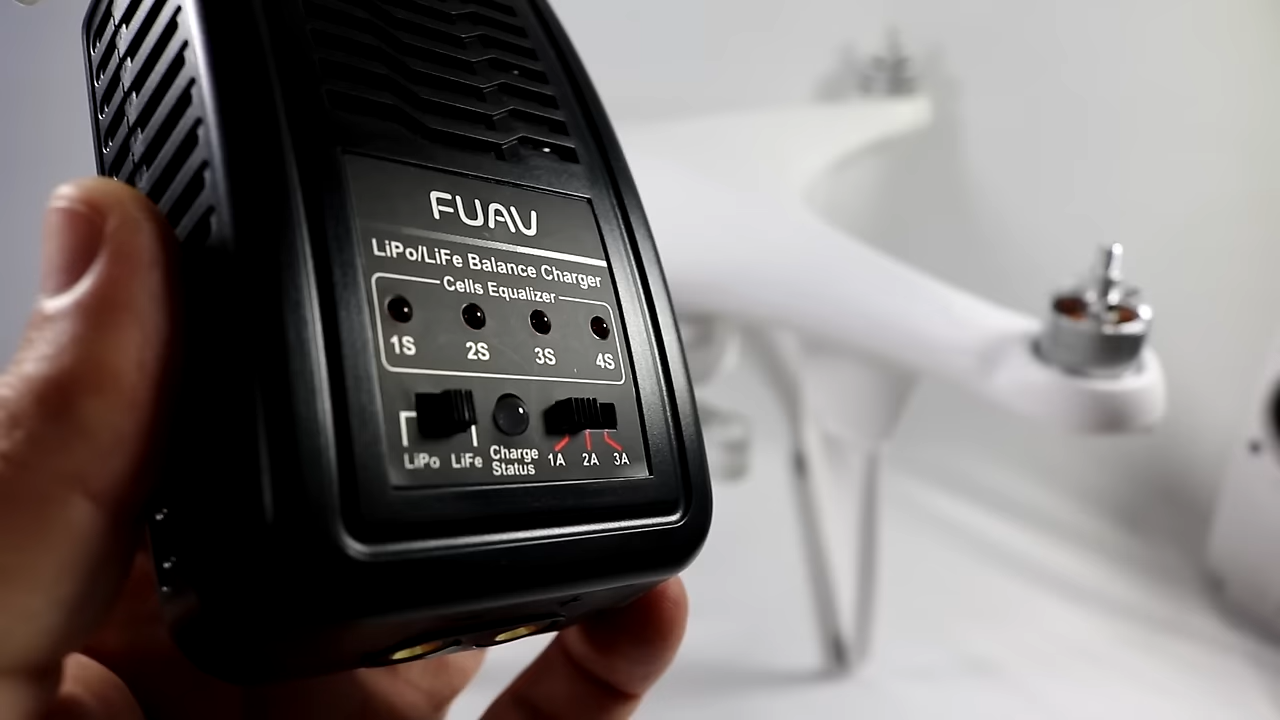 FUAV
LiPo/LiFe Balance Charger
Cells Equalizer
1S 2S 3S 4S
LiPo LiFe Charge Status 1A 2A 3A